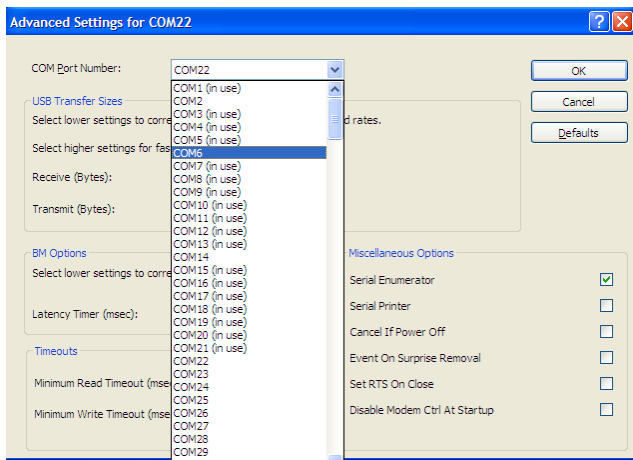 Advanced Settings for COM22
COM Port Number:
COM22
OK
Cancel
Defaults
COM1 (in use)
COM2
COM3 (in use)
COM4 (in use)
COM5 (in use)
COM6
COM7 (in use)
COM8 (in use)
COM9 (in use)
COM10 (in use)
COM11 (in use)
COM12 (in use)
COM13 (in use)
COM14
COM15 (in use)
COM16 (in use)
COM17 (in use)
COM18 (in use)
COM19 (in use)
COM20 (in use)
COM21 (in use)
COM22
COM23
COM24
COM25
COM26
COM27
COM28
COM29
USB Transfer Sizes
Select lower settings to corre
d rates.
Select higher settings for fas
Receive (Bytes):
Transmit (Bytes):
BM Options
Select lower settings to corre
Latency Timer (msec):
Timeouts
Minimum Read Timeout (mse
Minimum Write Timeout (mse
Miscellaneous Options
Serial Enumerator
Serial Printer
Cancel If Power Off
Event On Surprise Removal
Set RTS On Close
Disable Modem Ctrl At Startup